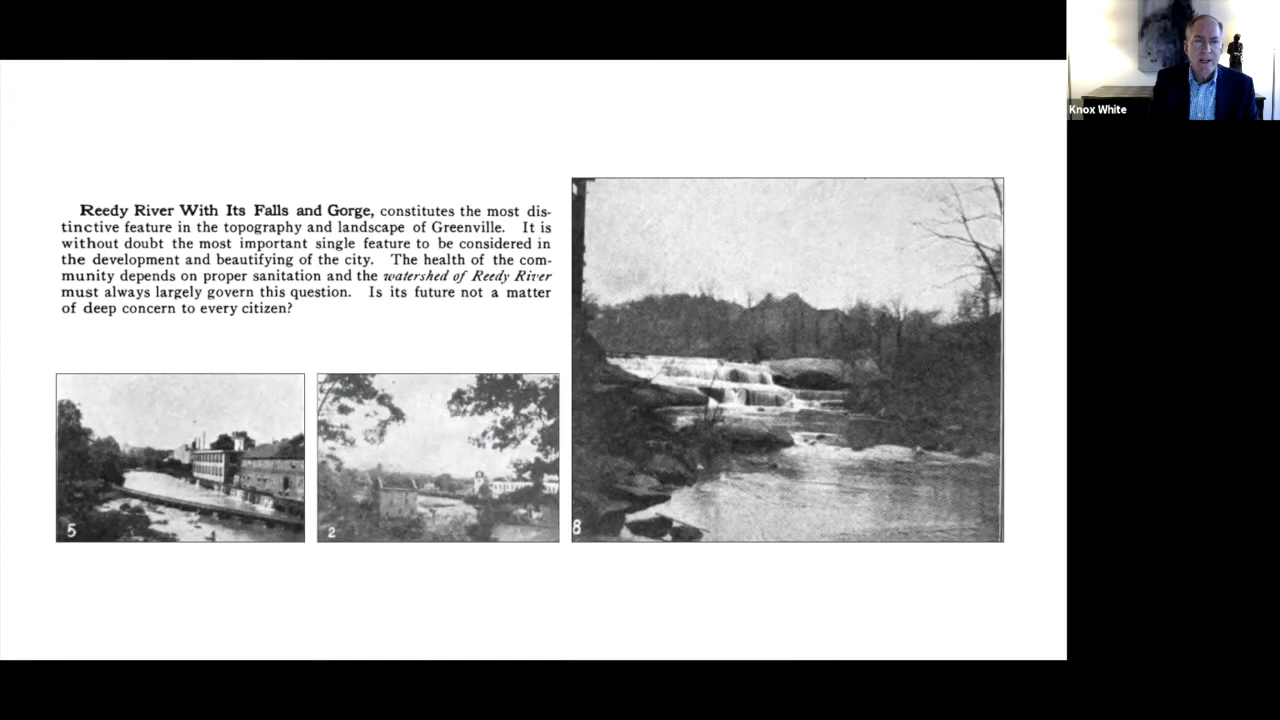 Knox White
Reedy River With Its Falls and Gorge, constitutes the most dis-
tinctive feature in the topography and landscape of Greenville. It is
without doubt the most important single feature to be considered in
the development and beautifying of the city. The health of the com-
munity depends on proper sanitation and the watershed of Reedy River
must always largely govern this question. Is its future not a matter
of deep concern to every citizen?
5
2
8